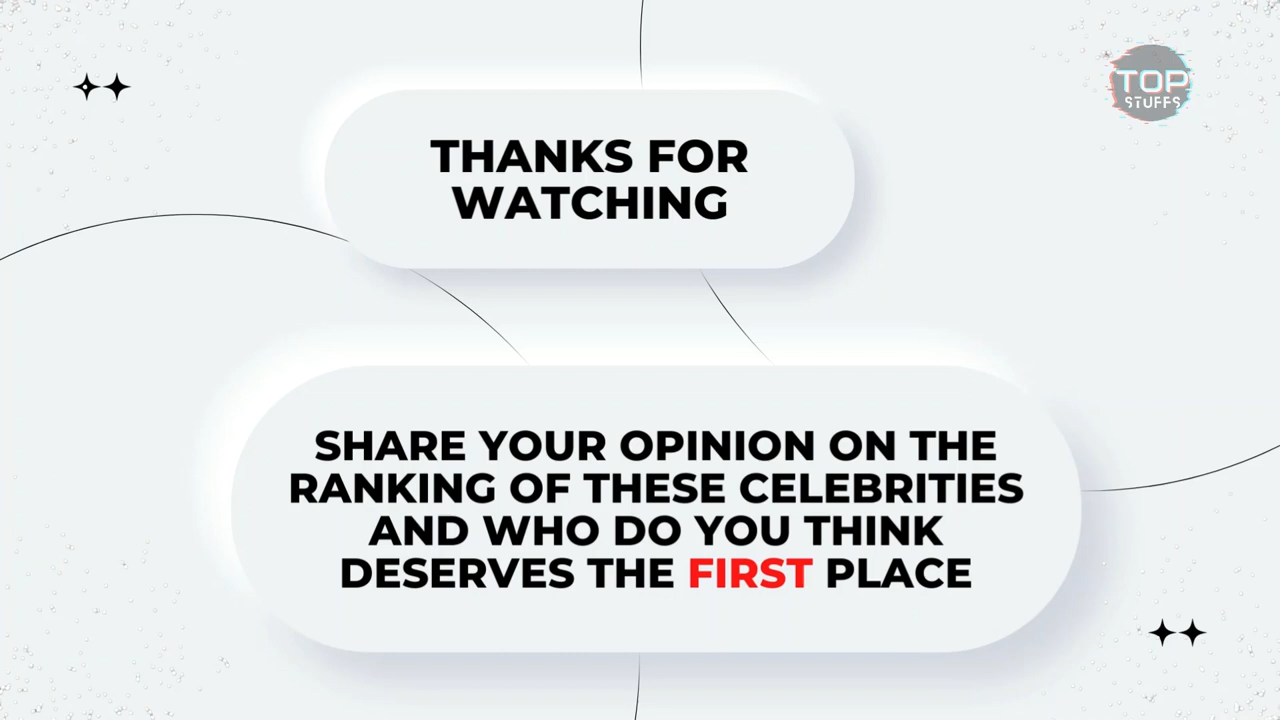 TOP
STUFFS
THANKS FOR
WATCHING
SHARE YOUR OPINION ON THE
RANKING OF THESE CELEBRITIES
AND WHO DO YOU THINK
DESERVES THE FIRST PLACE